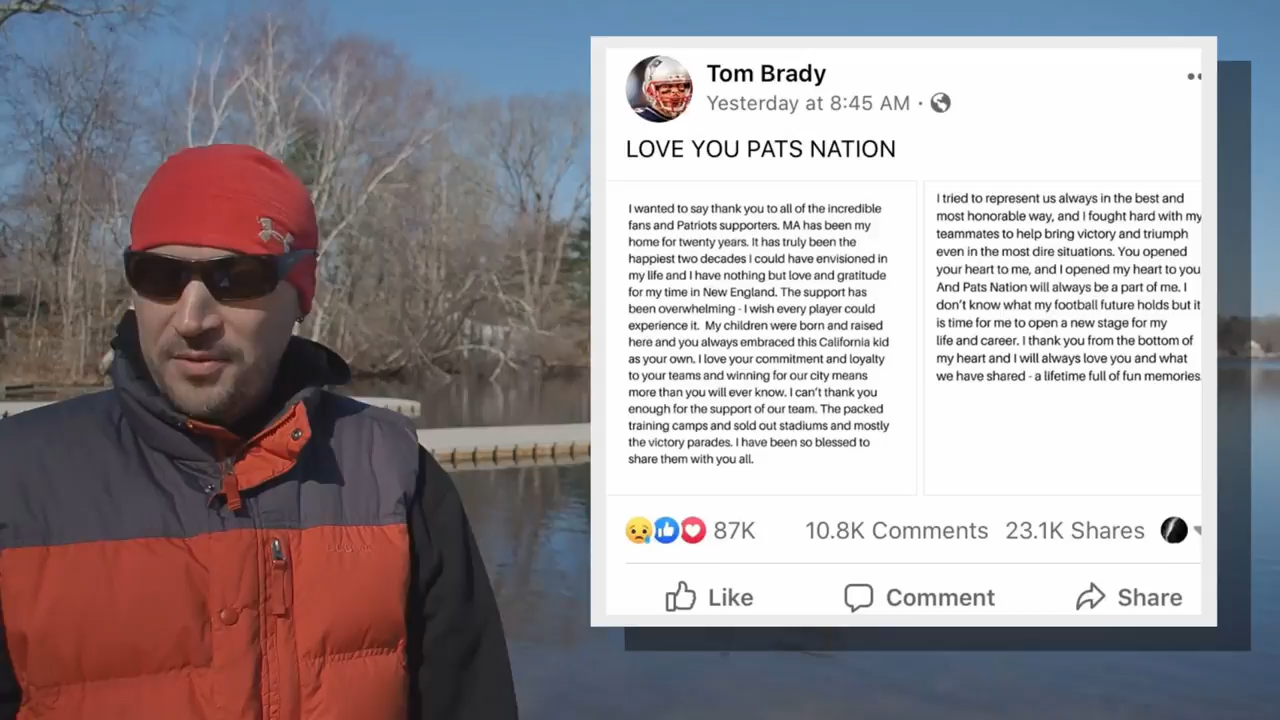 Tom Brady
Yesterday at 8:45 AM ·
LOVE YOU PATS NATION
I wanted to say thank you to all of the incredible
fans and Patriots supporters. MA has been my
home for twenty years. It has truly been the
happiest two decades I could have envisioned in
my life and I have nothing but love and gratitude
for my time in New England. The support has
been overwhelming - I wish every player could
experience it. My children were born and raised
here and you always embraced this California kid
as your own. I love your commitment and loyalty
to your teams and winning for our city means
more than you will ever know. I can't thank you
enough for the support of our team. The packed
training camps and sold out stadiums and mostly
the victory parades. I have been so blessed to
share them with you all.
I tried to represent us always in the best and
most honorable way, and I fought hard with my
teammates to help bring victory and triumph
even in the most dire situations. You opened
your heart to me, and I opened my heart to you
And Pats Nation will always be a part of me. I
don't know what my football future holds but it
is time for me to open a new stage for my
life and career. I thank you from the bottom of
my heart and I will always love you and what
we have shared - a lifetime full of fun memories.
87K
10.8K Comments
23.1K Shares
Like
Comment
Share